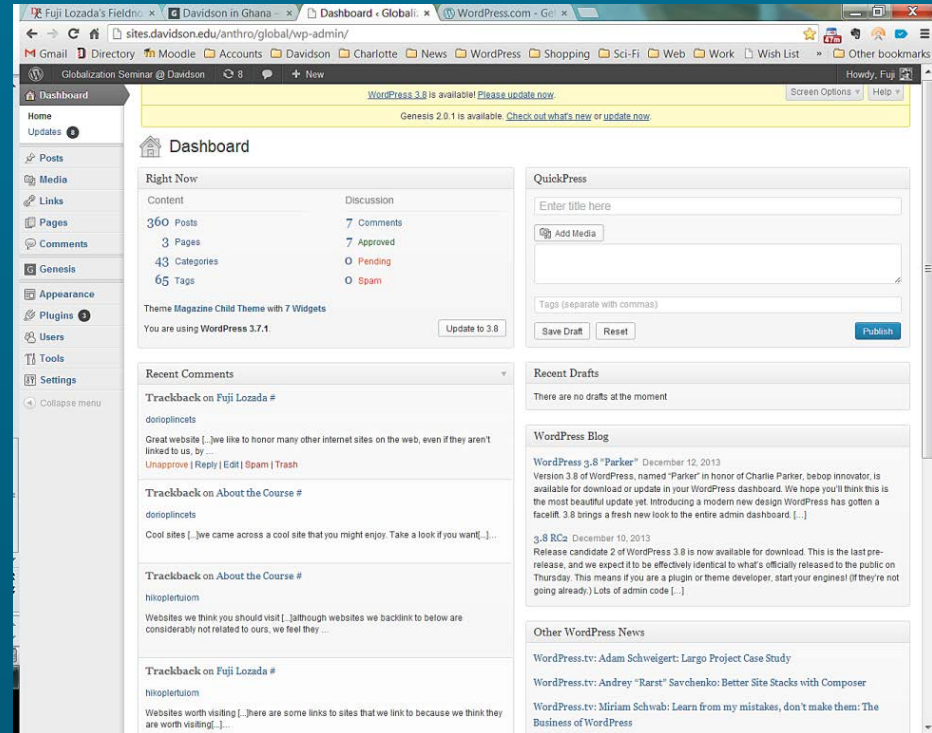 Fuji Lozada's Fieldno
Davidson in Ghana –
Dashboard ‹ Globali
WordPress.com - Get
sites.davidson.edu/anthro/global/wp-admin/
Gmail Directory Moodle Accounts Davidson Charlotte News WordPress Shopping Sci-Fi Web Work Wish List » Other bookmarks
Globalization Seminar @ Davidson 8 + New Howdy, Fuji
Dashboard
Home
Updates 8
Posts
Media
Links
Pages
Comments
Genesis
Appearance
Plugins 3
Users
Tools
Settings
Collapse menu
WordPress 3.8 is available! Please update now.
Screen Options Help
Genesis 2.0.1 is available. Check out what's new or update now.
Dashboard
Right Now
Content
Discussion
360 Posts
7 Comments
3 Pages
7 Approved
43 Categories
0 Pending
65 Tags
0 Spam
Theme Magazine Child Theme with 7 Widgets
You are using WordPress 3.7.1.
Update to 3.8
Recent Comments
Trackback on Fuji Lozada #
dorioplincets
Great website [...]we like to honor many other internet sites on the web, even if they aren't
linked to us, by ...
Unapprove | Reply | Edit | Spam | Trash
Trackback on About the Course #
dorioplincets
Cool sites [...]we came across a cool site that you might enjoy. Take a look if you want[...]...
Trackback on About the Course #
hikoplertuiom
Websites we think you should visit [...]although websites we backlink to below are
considerably not related to ours, we feel they ...
Trackback on Fuji Lozada #
hikoplertuiom
Websites worth visiting [...]here are some links to sites that we link to because we think they
are worth visiting[...]...
QuickPress
Enter title here
Add Media
Tags (separate with commas)
Save Draft
Reset
Publish
Recent Drafts
There are no drafts at the moment
WordPress Blog
WordPress 3.8 “Parker” December 12, 2013
Version 3.8 of WordPress, named “Parker” in honor of Charlie Parker, bebop innovator, is
available for download or update in your WordPress dashboard. We hope you'll think this is
the most beautiful update yet. Introducing a modern new design WordPress has gotten a
facelift. 3.8 brings a fresh new look to the entire admin dashboard. […]
3.8 RC2 December 10, 2013
Release candidate 2 of WordPress 3.8 is now available for download. This is the last pre-
release, and we expect it to be effectively identical to what's officially released to the public on
Thursday. This means if you are a plugin or theme developer, start your engines! (If they're not
going already.) Lots of admin code […]
Other WordPress News
WordPress.tv: Adam Schweigert: Largo Project Case Study
WordPress.tv: Andrey “Rarst” Savchenko: Better Site Stacks with Composer
WordPress.tv: Miriam Schwab: Learn from my mistakes, don't make them: The
Business of WordPress